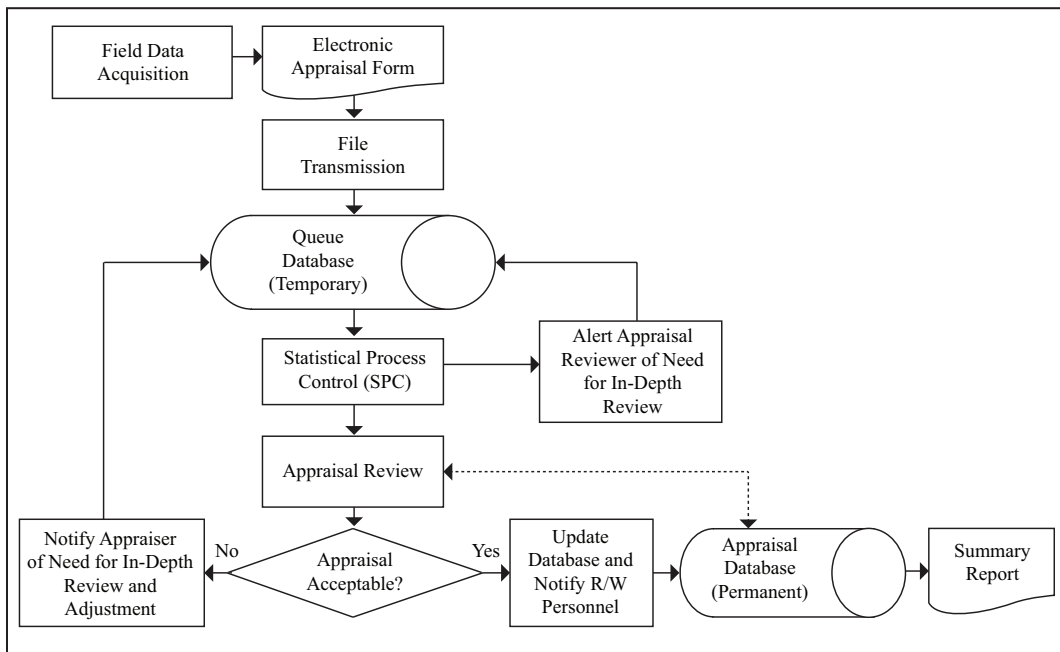 Field Data
Acquisition
Electronic
Appraisal Form
File
Transmission
Queue
Database
(Temporary)
Statistical Process
Control (SPC)
Alert Appraisal
Reviewer of Need
for In-Depth
Review
Appraisal Review
Notify Appraiser
of Need for In-Depth
Review and
Adjustment
No
Appraisal
Acceptable?
Yes
Update
Database and
Notify R/W
Personnel
Appraisal
Database
(Permanent)
Summary
Report